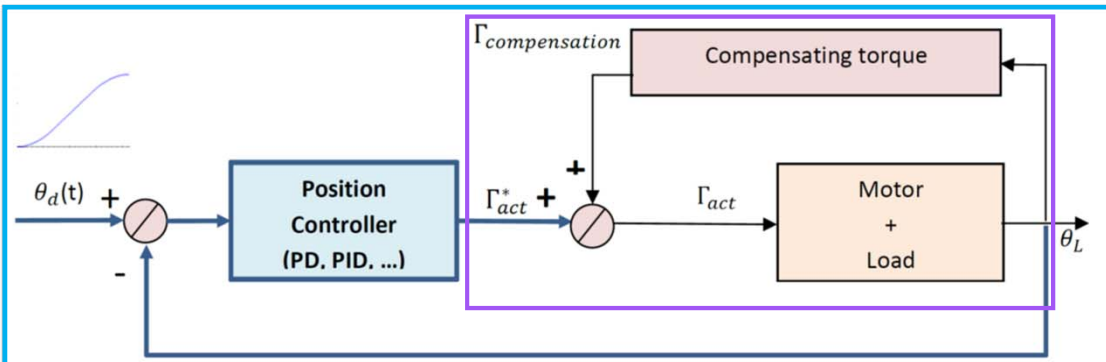 Γcompensation
Compensating torque
θd(t)
+
-
Position
Controller
(PD, PID, ...)
Γ*act
+
+
Γact
Motor
+
Load
θL